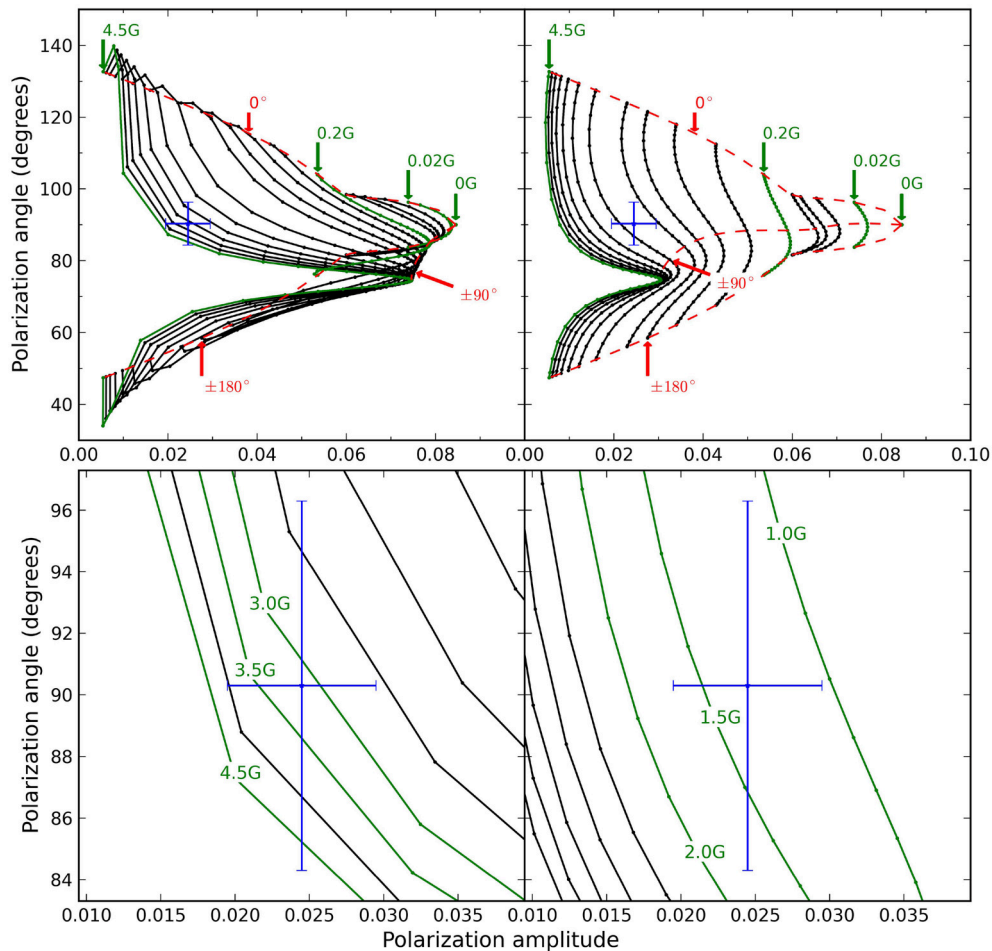 4.5G
0°
0.2G
0.02G
0G
±90°
±180°
140
120
100
80
60
40
Polarization angle (degrees)
0.00 0.02 0.04 0.06 0.08
4.5G
0°
0.2G
0.02G
0G
±90°
±180°
0.00 0.02 0.04 0.06 0.08 0.10
96
94
92
90
88
86
84
Polarization angle (degrees)
3.0G
3.5G
4.5G
0.010 0.015 0.020 0.025 0.030 0.035
1.0G
1.5G
2.0G
0.010 0.015 0.020 0.025 0.030 0.035
Polarization amplitude